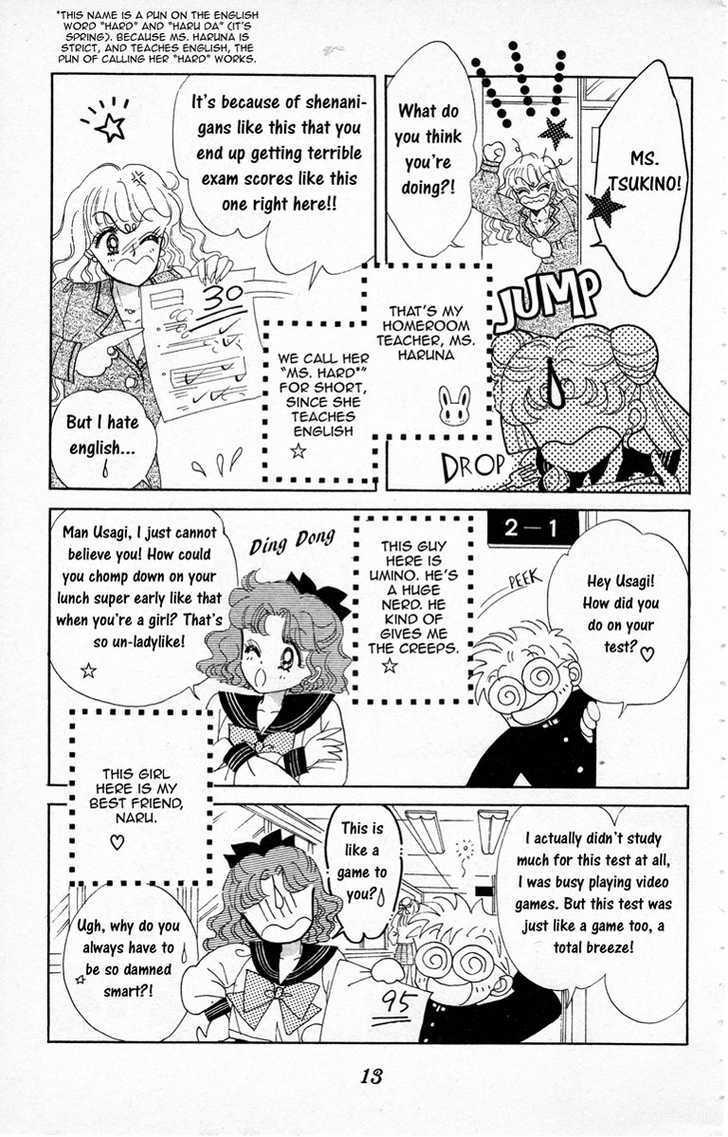 *THIS NAME IS A PUN ON THE ENGLISH
WORD "HARD" AND "HARU DA" (IT'S
SPRING). BECAUSE MS. HARUNA IS
STRICT, AND TEACHES ENGLISH, THE
PUN OF CALLING HER "HARD" WORKS.
MS.
TSUKINO!
What do
you think
you're
doing?!
JUMP
THAT'S MY
HOMEROOM
TEACHER, MS.
HARUNA
DROP
It's because of shenani-
gans like this that you
end up getting terrible
exam scores like this
one right here!!
30
WE CALL HER
"MS. HARD*"
FOR SHORT,
SINCE SHE
TEACHES
ENGLISH
But I hate
english...
2-1
PEEK
Hey Usagi!
How did you
do on your
test?
THIS GUY
HERE IS
UMINO. HE'S
A HUGE
NERD. HE
KIND OF
GIVES ME
THE CREEPS.
Ding Dong
Man Usagi, I just cannot
believe you! How could
you chomp down on your
lunch super early like that
when you're a girl? That's
so un-ladylike!
THIS GIRL
HERE IS MY
BEST FRIEND,
NARU.
I actually didn't study
much for this test at all,
I was busy playing video
games. But this test was
just like a game too, a
total breeze!
This is
like a
game to
you?
95
Ugh, why do you
always have to
be so damned
smart?!
13